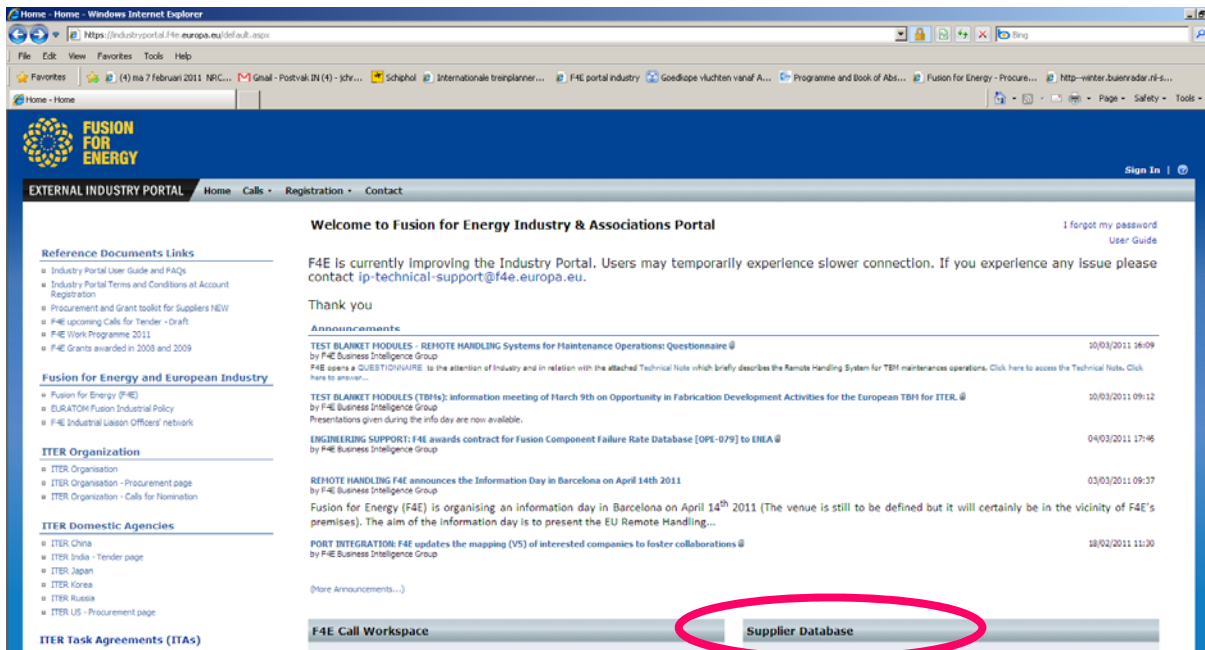 Home - Home - Windows Internet Explorer
https://industryportal.f4e.europa.eu/default.aspx
Bing
File Edit View Favorites Tools Help
Favorites (4) ma 7 februari 2011 NRC... Gmail - Postvak IN (4) - jchr... Schiphol Internationale treinplanner... F4E portal industry Goedkope vluchten vanaf A... Programme and Book of Abs... Fusion for Energy - Procure... http--winter.buienradar.nl-s...
Home - Home
Page Safety Tools
FUSION
FOR
ENERGY
Sign In |
EXTERNAL INDUSTRY PORTAL Home Calls Registration Contact
Welcome to Fusion for Energy Industry & Associations Portal
I forgot my password
User Guide
Reference Documents Links
Industry Portal User Guide and FAQs
Industry Portal Terms and Conditions at Account
Registration
Procurement and Grant toolkit for Suppliers NEW
F4E upcoming Calls for Tender - Draft
F4E Work Programme 2011
F4E Grants awarded in 2008 and 2009
Fusion for Energy and European Industry
Fusion for Energy (F4E)
EURATOM Fusion Industrial Policy
F4E Industrial Liaison Officers' network
ITER Organization
ITER Organisation
ITER Organisation - Procurement page
ITER Organization - Calls for Nomination
ITER Domestic Agencies
ITER China
ITER India - Tender page
ITER Japan
ITER Korea
ITER Russia
ITER US - Procurement page
ITER Task Agreements (ITAs)
F4E is currently improving the Industry Portal. Users may temporarily experience slower connection. If you experience any issue please
contact ip-technical-support@f4e.europa.eu.
Thank you
Announcements
TEST BLANKET MODULES - REMOTE HANDLING Systems for Maintenance Operations: Questionnaire 10/03/2011 16:09
by F4E Business Intelligence Group
F4E opens a QUESTIONNAIRE to the attention of Industry and in relation with the attached Technical Note which briefly describes the Remote Handling System for TBM maintenances operations. Click here to access the Technical Note. Click
here to answer...
TEST BLANKET MODULES (TBMs): information meeting of March 9th on Opportunity in Fabrication Development Activities for the European TBM for ITER. 10/03/2011 09:12
by F4E Business Intelligence Group
Presentations given during the info day are now available.
ENGINEERING SUPPORT: F4E awards contract for Fusion Component Failure Rate Database [OPE-079] to ENEA 04/03/2011 17:46
by F4E Business Intelligence Group
REMOTE HANDLING F4E announces the Information Day in Barcelona on April 14th 2011 03/03/2011 09:37
by F4E Business Intelligence Group
Fusion for Energy (F4E) is organising an information day in Barcelona on April 14th 2011 (The venue is still to be defined but it will certainly be in the vicinity of F4E's
premises). The aim of the information day is to present the EU Remote Handling...
PORT INTEGRATION: F4E updates the mapping (V5) of interested companies to foster collaborations 18/02/2011 11:30
by F4E Business Intelligence Group
(More Announcements...)
F4E Call Workspace
Supplier Database